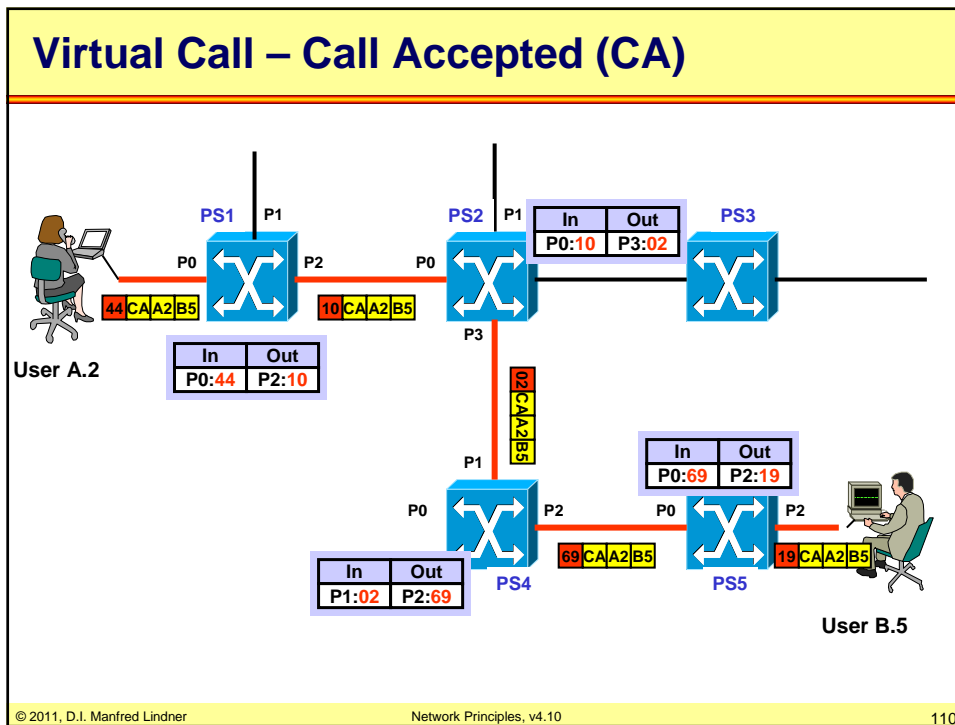 Virtual Call – Call Accepted (CA)
PS1
P1
P0
P2
44 CA A2 B5
10 CA A2 B5
User A.2
In Out
P0:44 P2:10
PS2
P1
P0
P3
In Out
P0:10 P3:02
PS3
02 CA A2 B5
P1
P0
P2
PS4
In Out
P1:02 P2:69
69 CA A2 B5
In Out
P0:69 P2:19
P0
P2
PS5
19 CA A2 B5
User B.5
© 2011, D.I. Manfred Lindner
Network Principles, v4.10
110